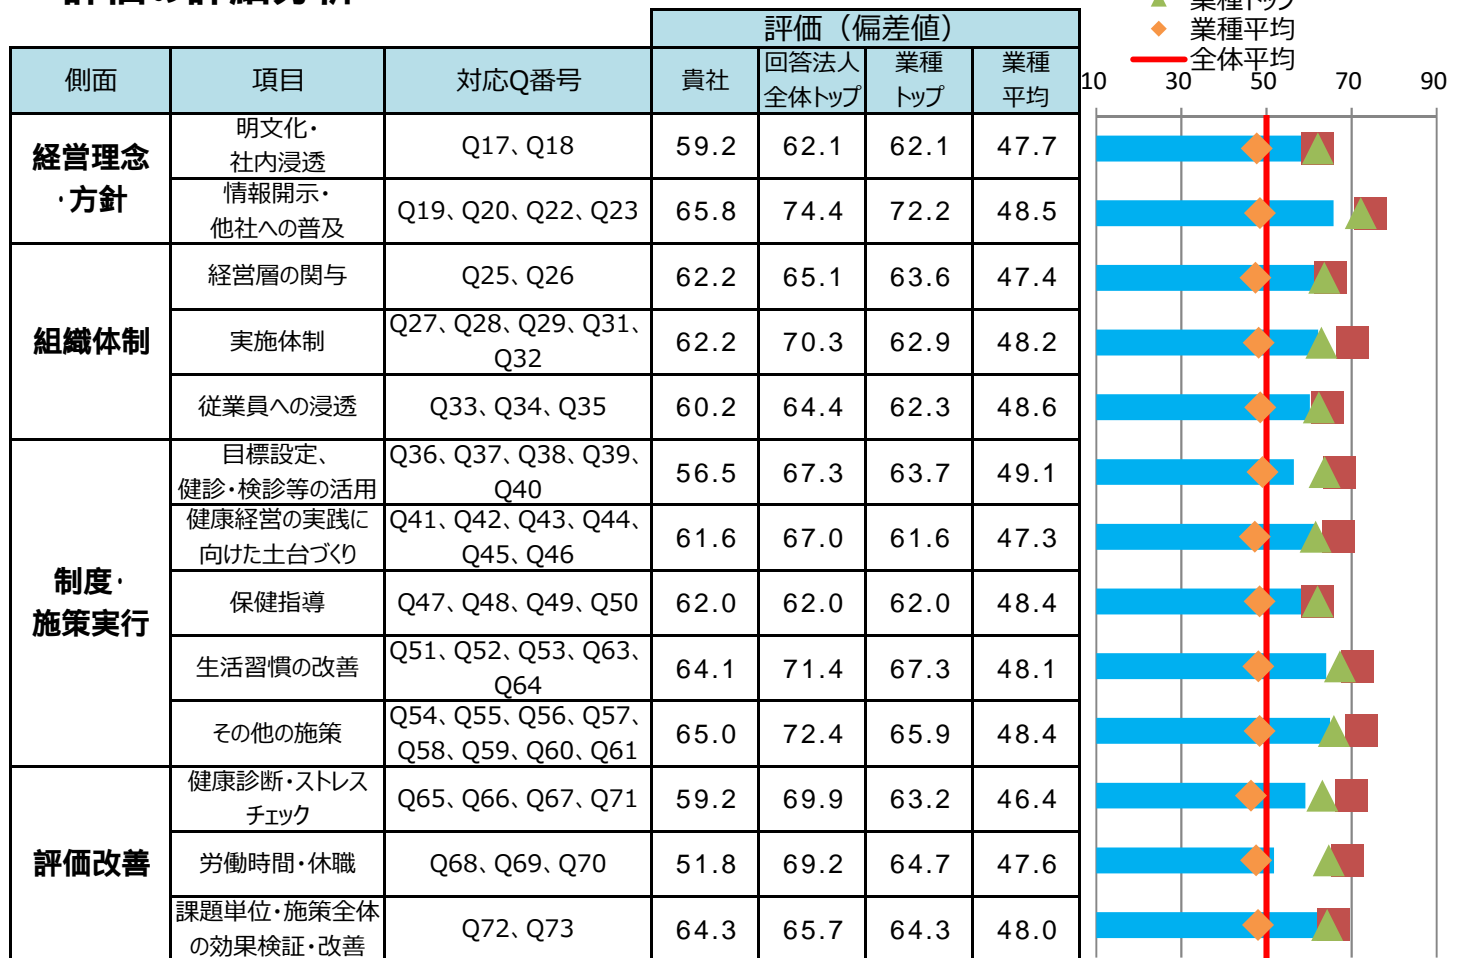 評価の詳細分析
業種トップ
業種平均
全体平均
評価（偏差値）
側面 項目 対応Q番号 貴社 回答法人全体トップ 業種トップ 業種平均
10 30 50 70 90
経営理念・方針
明文化・社内浸透 Q17、Q18 59.2 62.1 62.1 47.7
情報開示・他社への普及 Q19、Q20、Q22、Q23 65.8 74.4 72.2 48.5
組織体制
経営層の関与 Q25、Q26 62.2 65.1 63.6 47.4
実施体制 Q27、Q28、Q29、Q31、Q32 62.2 70.3 62.9 48.2
従業員への浸透 Q33、Q34、Q35 60.2 64.4 62.3 48.6
制度・施策実行
目標設定、健診・検診等の活用 Q36、Q37、Q38、Q39、Q40 56.5 67.3 63.7 49.1
健康経営の実践に向けた土台づくり Q41、Q42、Q43、Q44、Q45、Q46 61.6 67.0 61.6 47.3
保健指導 Q47、Q48、Q49、Q50 62.0 62.0 62.0 48.4
生活習慣の改善 Q51、Q52、Q53、Q63、Q64 64.1 71.4 67.3 48.1
その他の施策 Q54、Q55、Q56、Q57、Q58、Q59、Q60、Q61 65.0 72.4 65.9 48.4
評価改善
健康診断・ストレスチェック Q65、Q66、Q67、Q71 59.2 69.9 63.2 46.4
労働時間・休職 Q68、Q69、Q70 51.8 69.2 64.7 47.6
課題単位・施策全体の効果検証・改善 Q72、Q73 64.3 65.7 64.3 48.0